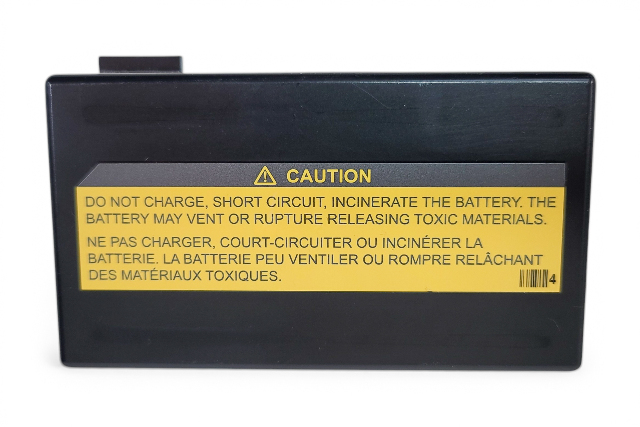 CAUTION
DO NOT CHARGE, SHORT CIRCUIT, INCINERATE THE BATTERY. THE
BATTERY MAY VENT OR RUPTURE RELEASING TOXIC MATERIALS.
NE PAS CHARGER, COURT-CIRCUITER OU INCINÉRER LA
BATTERIE. LA BATTERIE PEU VENTILER OU ROMPRE RELÂCHANT
DES MATÉRIAUX TOXIQUES.
4